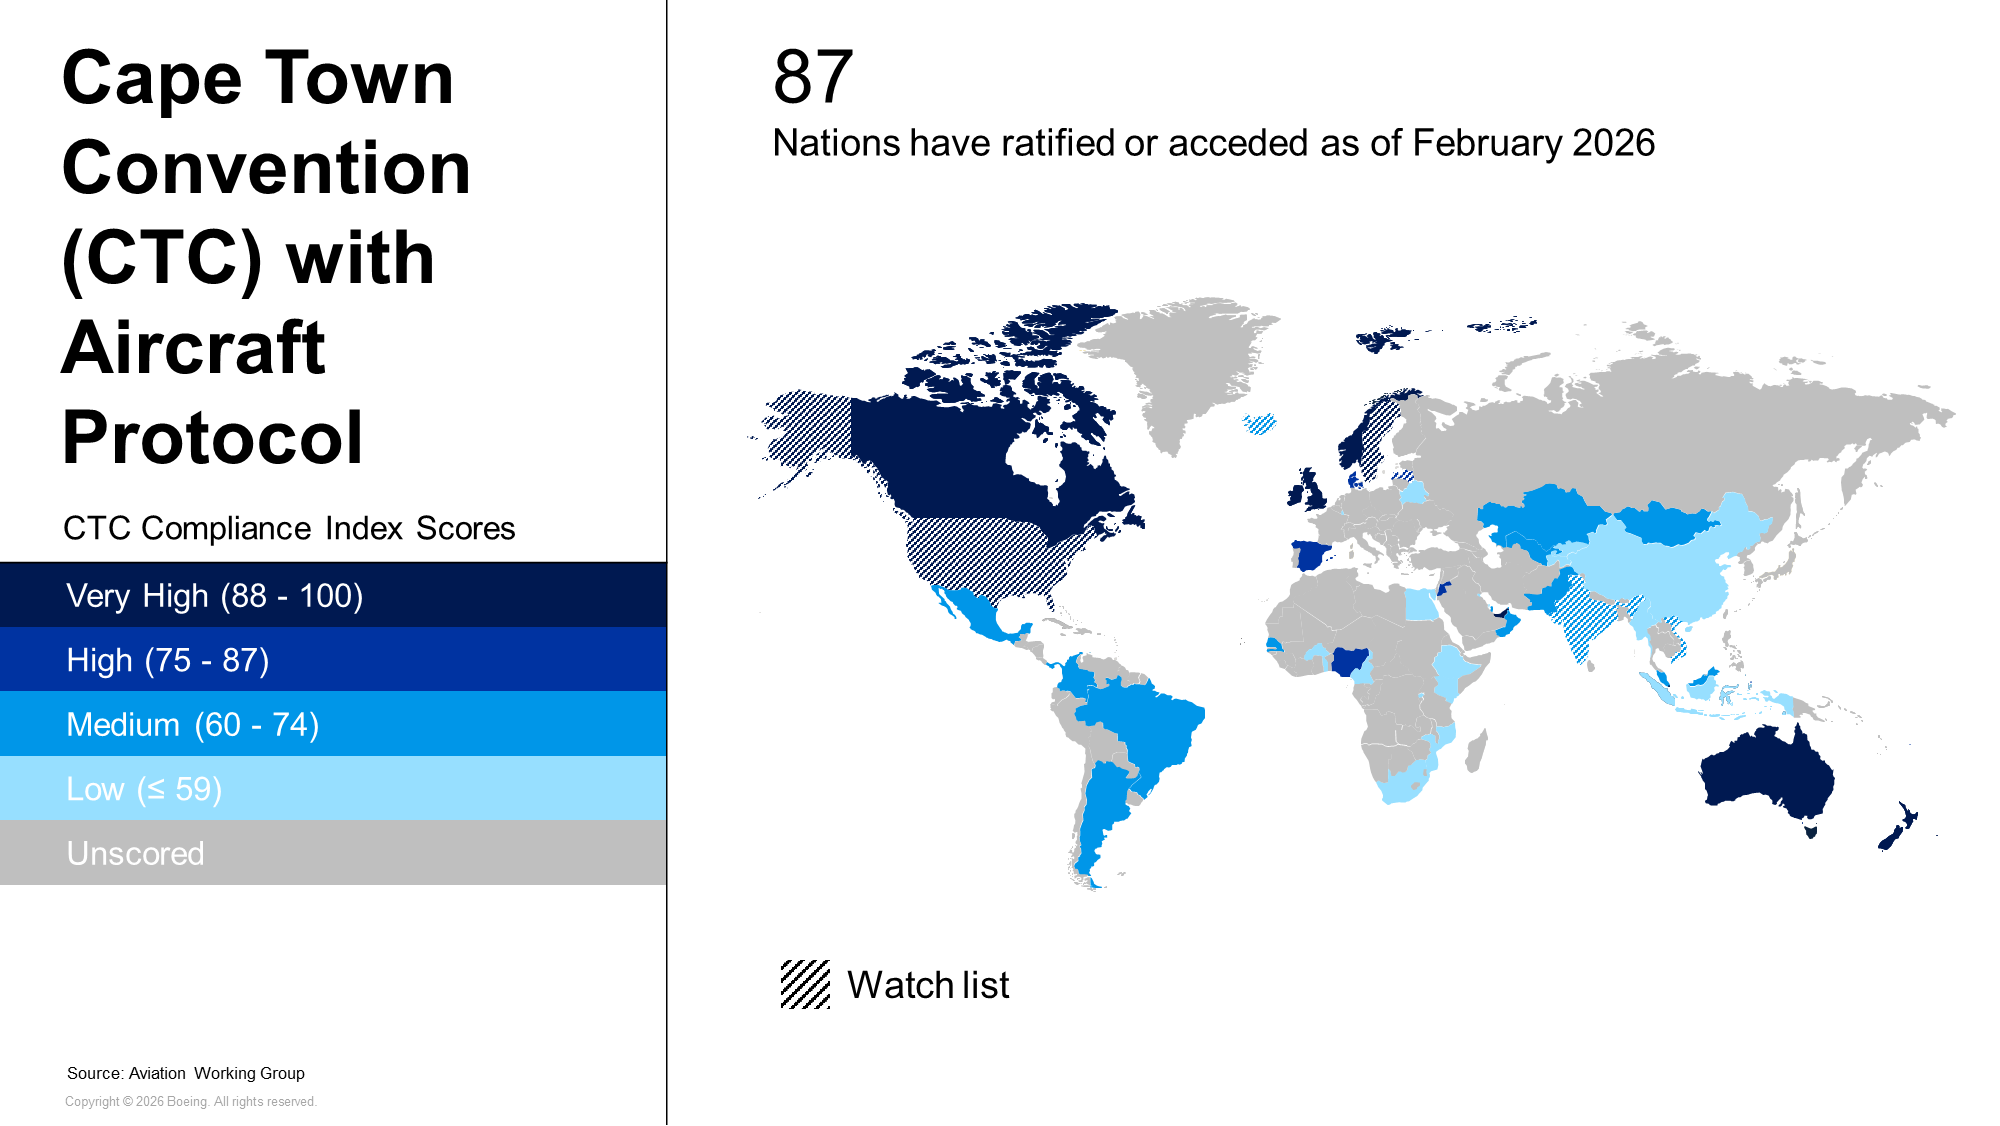 Cape Town
Convention
(CTC) with
Aircraft
Protocol
CTC Compliance Index Scores
Very High (88 - 100)
High (75 - 87)
Medium (60 - 74)
Low (≤ 59)
Unscored
Source: Aviation Working Group
Copyright © 2026 Boeing. All rights reserved.
87
Nations have ratified or acceded as of February 2026
Watch list